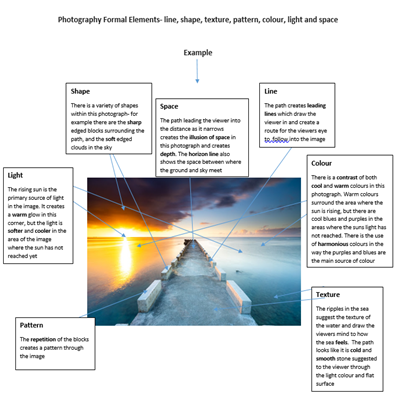 Photography Formal Elements- line, shape, texture, pattern, colour, light and space
Example
Shape
There is a variety of shapes
within this photograph- for
example there are the sharp
edged blocks surrounding the
path, and the soft edged
clouds in the sky
Space
The path leading the viewer into
the distance as it narrows
creates the illusion of space in
this photograph and creates
depth. The horizon line also
shows the space between where
the ground and sky meet
Line
The path creates leading
lines which draw the
viewer in and create a
route for the viewers eye
to follow into the image
Light
The rising sun is the
primary source of light
in the image. It creates
a warm glow in this
corner, but the light is
softer and cooler in the
area of the image
where the sun has not
reached yet
Colour
There is a contrast of both
cool and warm colours in this
photograph. Warm colours
surround the area where the
sun is rising, but there are
cool blues and purples in the
areas where the suns light
has not reached. There is the use
of harmonious colours in the
way the purples and blues are
the main source of colour
Pattern
The repetition of the blocks
creates a pattern through
the image
Texture
The ripples in the sea
suggest the texture of
the water and draw the
viewers mind to how
the sea feels. The path
looks like it is cold and
smooth stone suggested
to the viewer through
the light colour and flat
surface